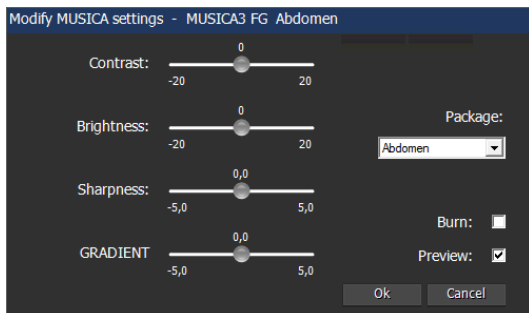 Modify MUSICA settings - MUSICA3 FG Abdomen
0
Contrast:
-20 20
0
Brightness:
-20 20
Package:
Abdomen
0,0
Sharpness:
-5,0 5,0
Burn:
0,0
GRADIENT
Preview:
-5,0 5,0
Ok Cancel